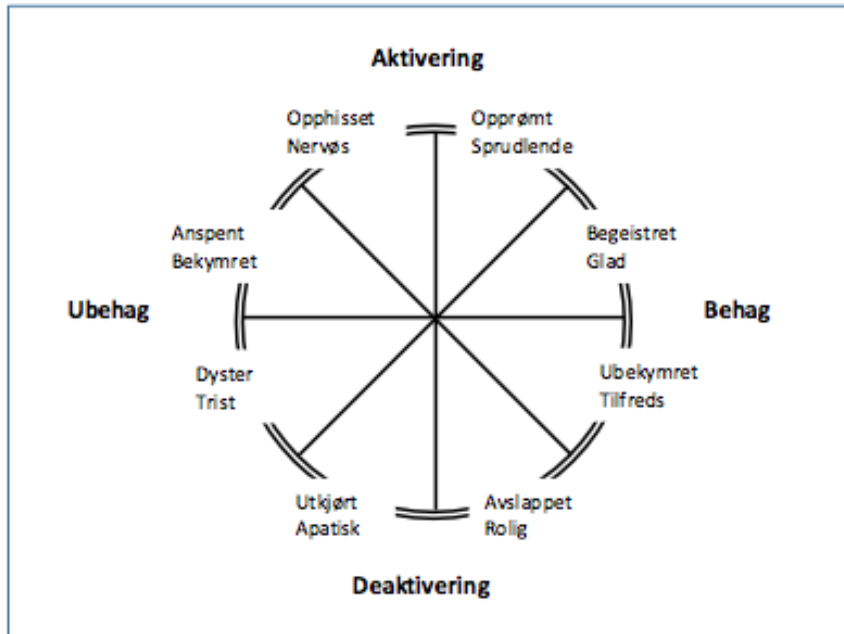 Aktivering
Opphisset
Nervøs
Opprømt
Sprudlende
Anspent
Bekymret
Begeistret
Glad
Ubehag
Behag
Dyster
Trist
Ubekymret
Tilfreds
Utkjørt
Apatisk
Avslappet
Rolig
Deaktivering